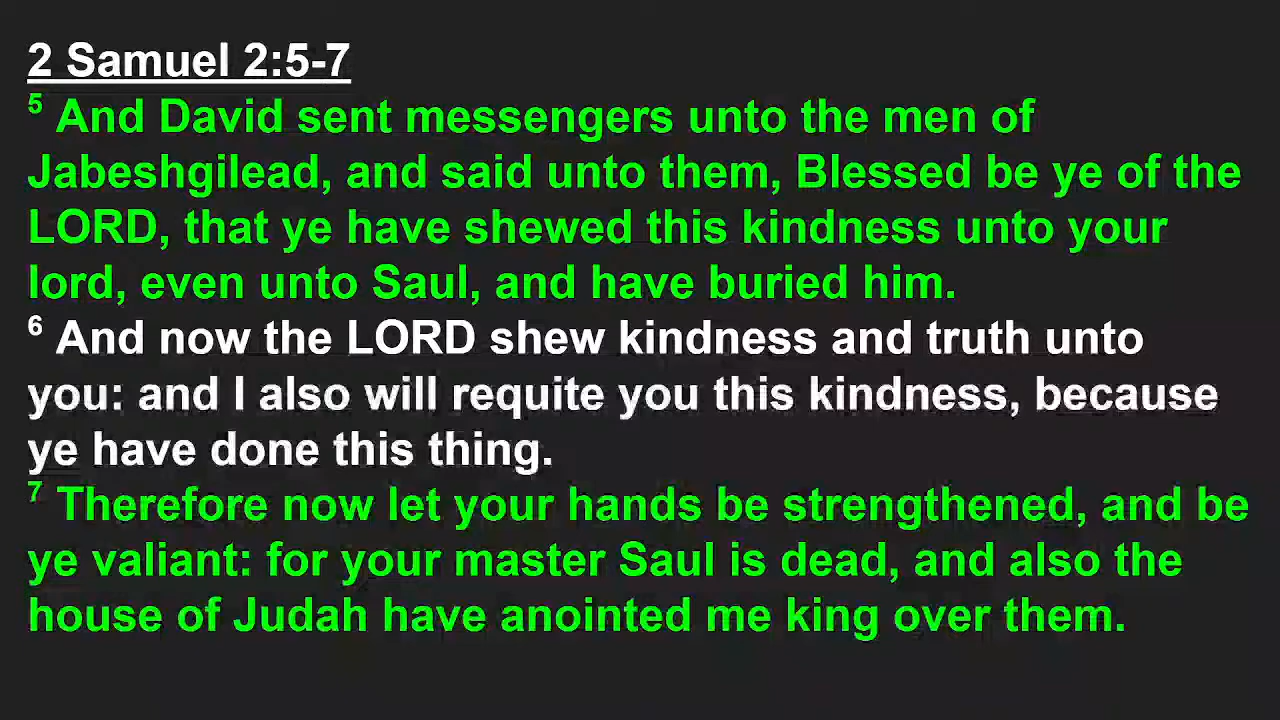 2 Samuel 2:5-7
5 And David sent messengers unto the men of
Jabeshgilead, and said unto them, Blessed be ye of the
LORD, that ye have shewed this kindness unto your
lord, even unto Saul, and have buried him.
6 And now the LORD shew kindness and truth unto
you: and I also will requite you this kindness, because
ye have done this thing.
7 Therefore now let your hands be strengthened, and be
ye valiant: for your master Saul is dead, and also the
house of Judah have anointed me king over them.